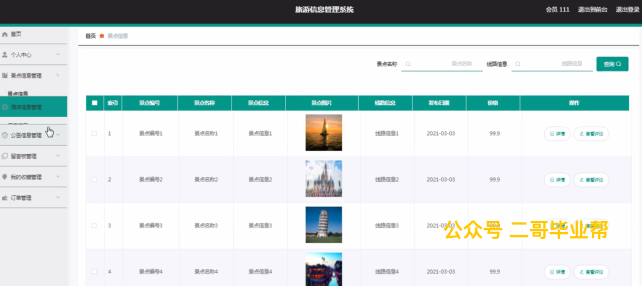 旅游信息管理系统
会员 111 退出到前台 退出登录
首页 景点信息
首页
个人中心
景点信息管理
景点信息
公告信息管理
留言板管理
我的收藏管理
订单管理
景点名称 景点名称 线路信息 线路信息 查询
索引 景点编号 景点名称 景点信息 景点图片 线路信息 发布日期 价格 操作
1 景点编号1 景点名称1 景点信息1 线路信息1 2021-03-03 99.9 详情 查看评论
2 景点编号2 景点名称2 景点信息2 线路信息2 2021-03-03 99.9 详情 查看评论
3 景点编号3 景点名称3 景点信息3 线路信息3 2021-03-03 99.9
公众号 二哥毕业帮
4 景点编号4 景点名称4 景点信息4 线路信息4 2021-03-03 99.9 详情 查看评论